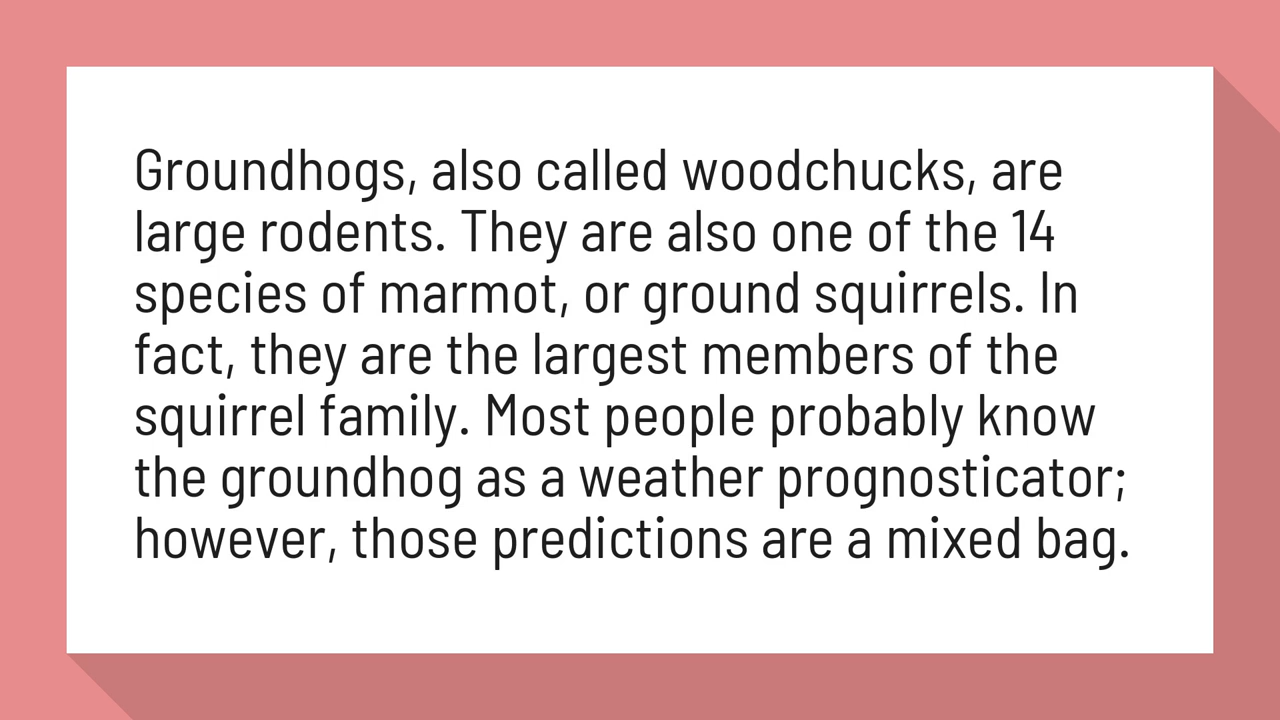 Groundhogs, also called woodchucks, are
large rodents. They are also one of the 14
species of marmot, or ground squirrels. In
fact, they are the largest members of the
squirrel family. Most people probably know
the groundhog as a weather prognosticator;
however, those predictions are a mixed bag.